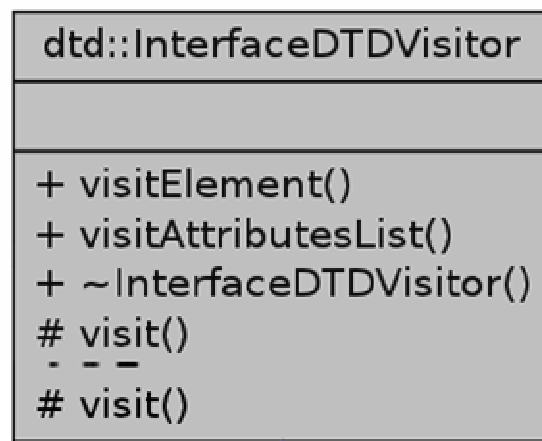 dtd::InterfaceDTDVisitor
+ visitElement()
+ visitAttributesList()
+ ~InterfaceDTDVisitor()
# visit()
# visit()